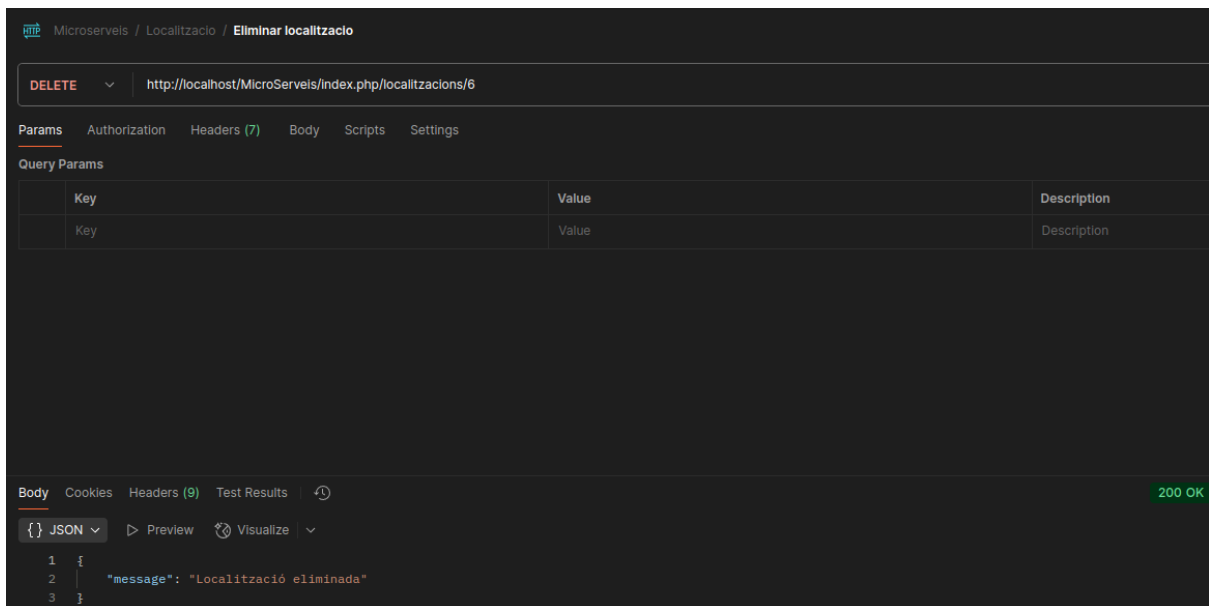 HTTP Microserveis / Localitzacio / Eliminar localitzacio
DELETE http://localhost/MicroServeis/index.php/localitzacions/6
Params Authorization Headers (7) Body Scripts Settings
Query Params
Key Value Description
Key Value Description
Body Cookies Headers (9) Test Results 200 OK
{} JSON Preview Visualize
1 {
2 "message": "Localització eliminada"
3 }